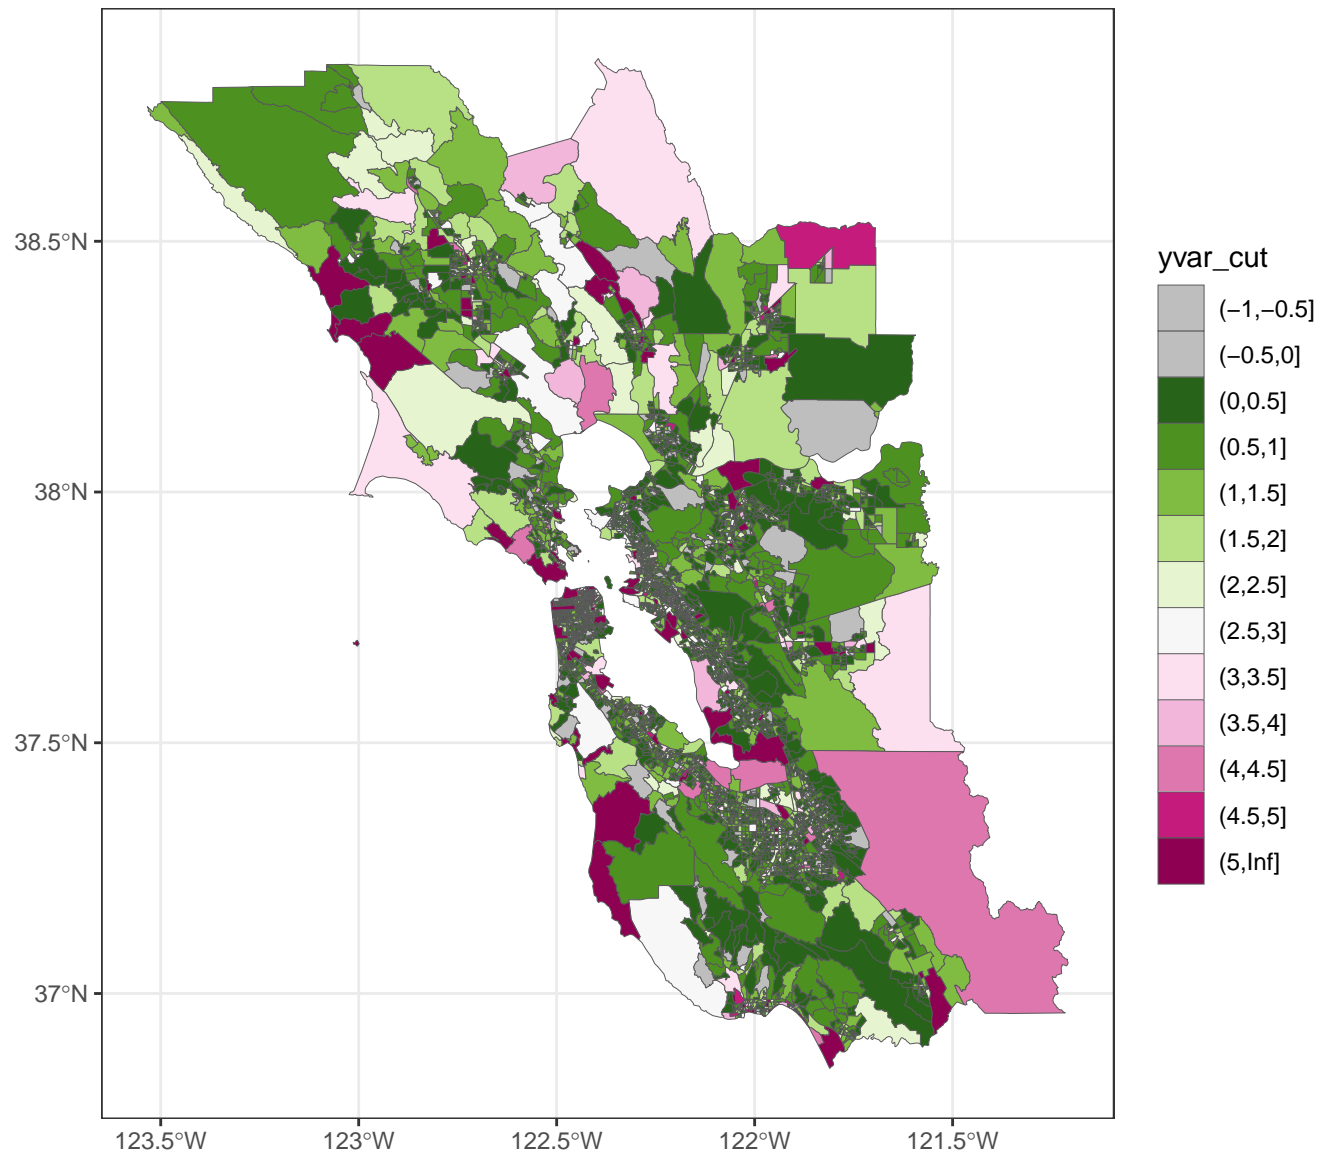 38.5°N
38°N
37.5°N
37°N
123.5°W
123°W
122.5°W
122°W
121.5°W
yvar_cut
(−1,−0.5]
(−0.5,0]
(0,0.5]
(0.5,1]
(1,1.5]
(1.5,2]
(2,2.5]
(2.5,3]
(3,3.5]
(3.5,4]
(4,4.5]
(4.5,5]
(5,Inf]